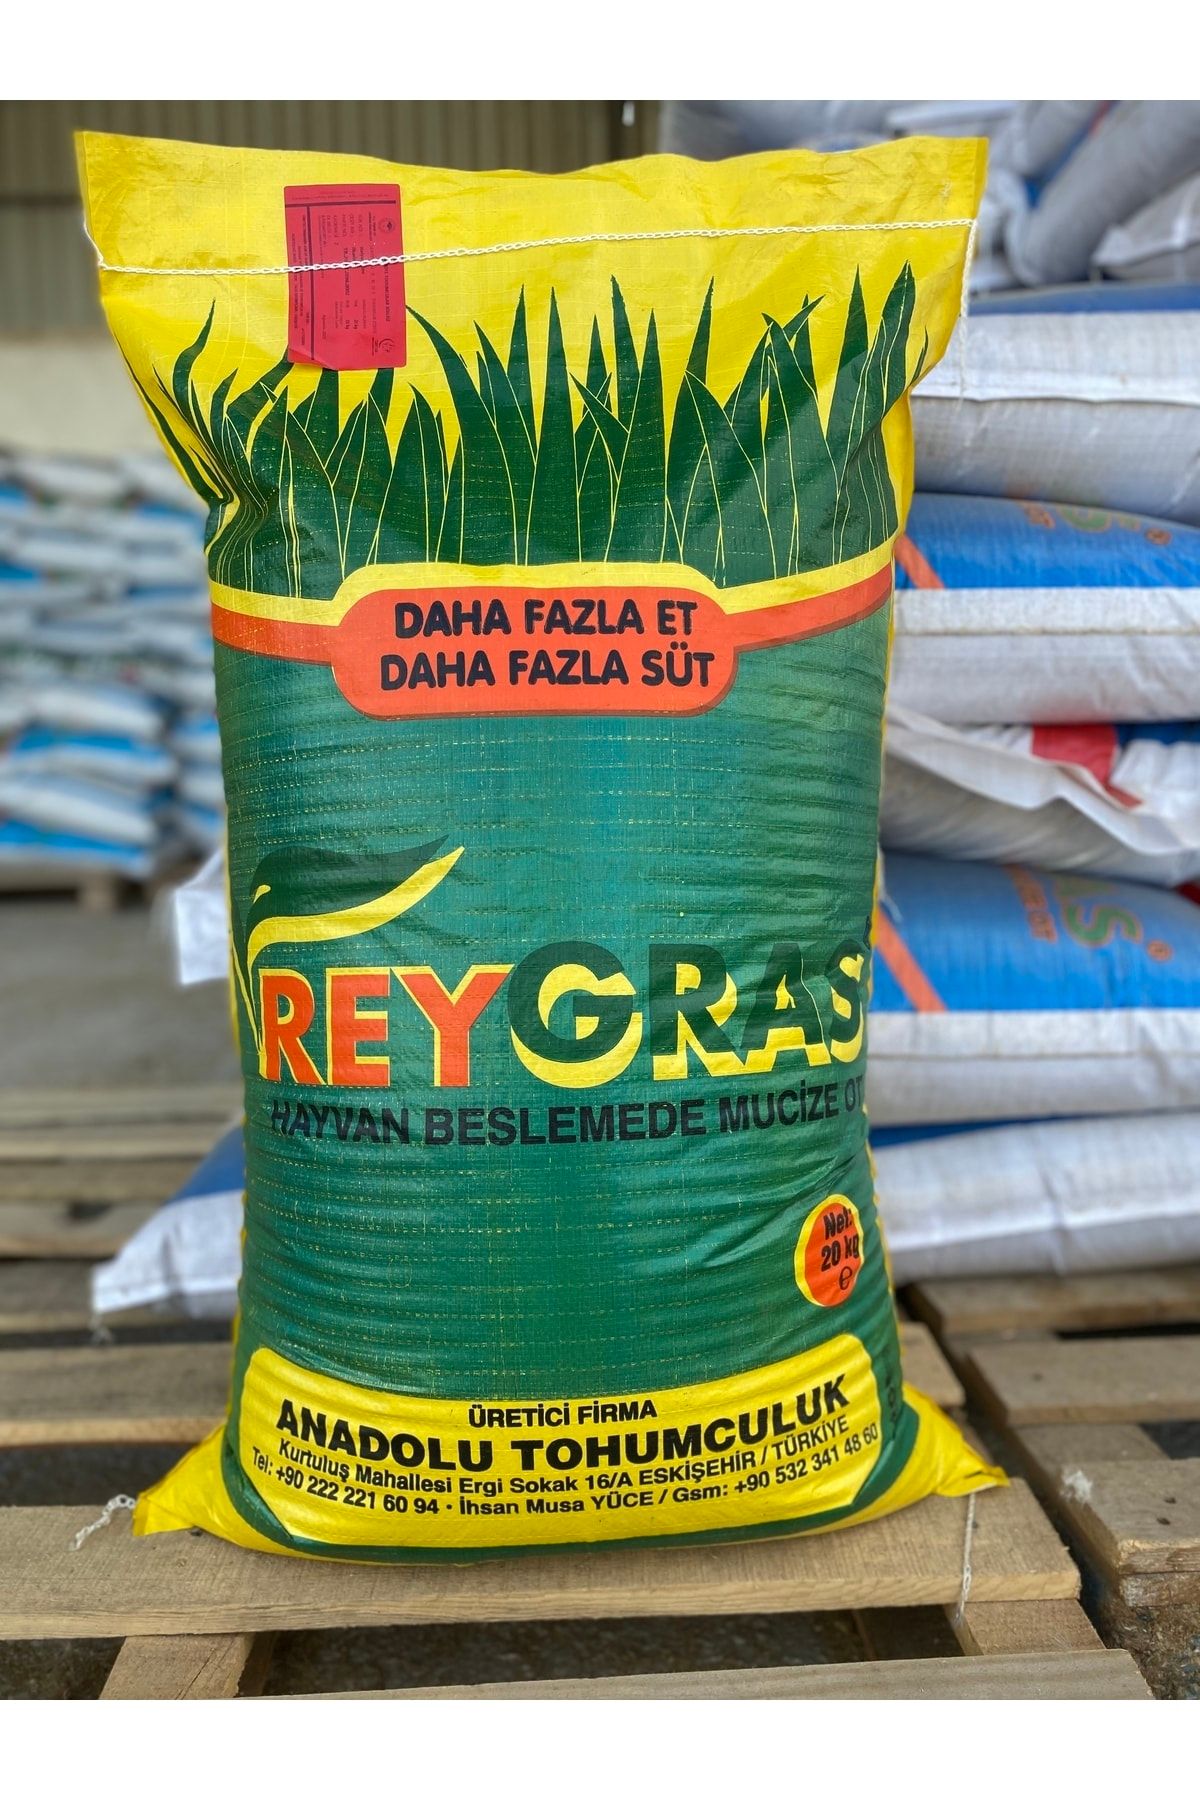 DAHA FAZLA ET
DAHA FAZLA SÜT
REYGRAS
HAYVAN BESLEMEDE MUCİZE OT
Net:
20 kg
e
ÜRETİCİ FİRMA
ANADOLU TOHUMCULUK
Kurtuluş Mahallesi Ergi Sokak 16/A ESKİŞEHİR / TÜRKİYE
Tel: +90 222 221 60 94 • İhsan Musa YÜCE / Gsm: +90 532 341 48 60